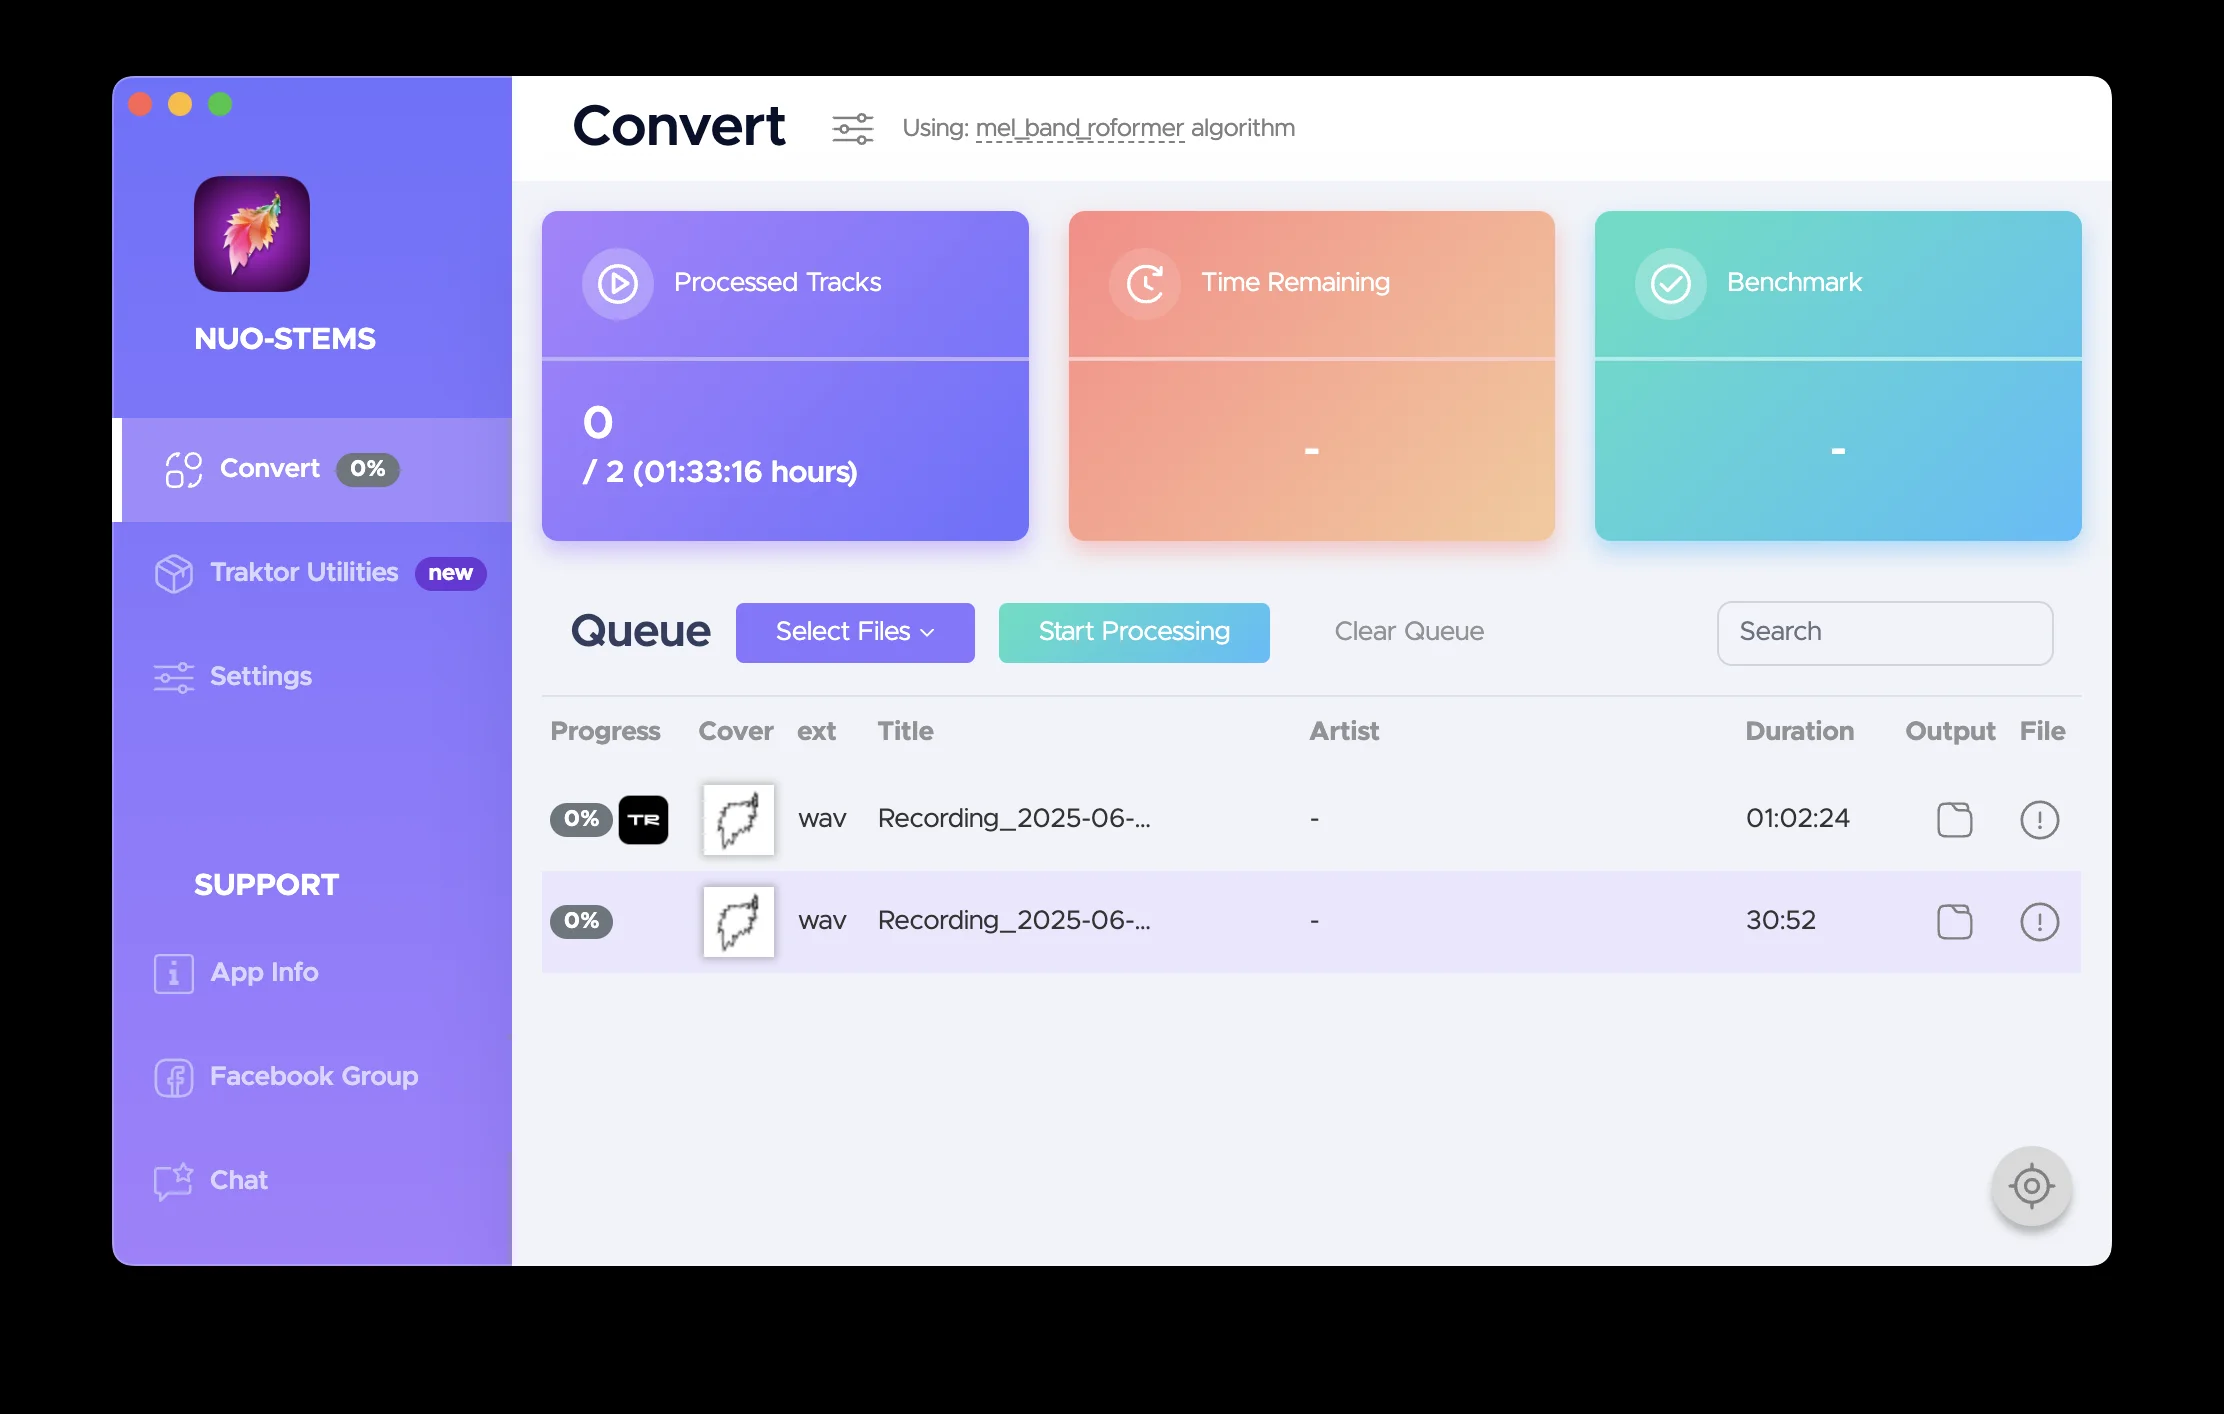 Convert
Using: mel_band_roformer algorithm
NUO-STEMS
Convert 0%
Traktor Utilities new
Settings
SUPPORT
App Info
Facebook Group
Chat
Processed Tracks
0
/ 2 (01:33:16 hours)
Time Remaining
-
Benchmark
-
Queue
Select Files
Start Processing
Clear Queue
Search
Progress Cover ext Title Artist Duration Output File
0% TR wav Recording_2025-06-... - 01:02:24
0% wav Recording_2025-06-... - 30:52